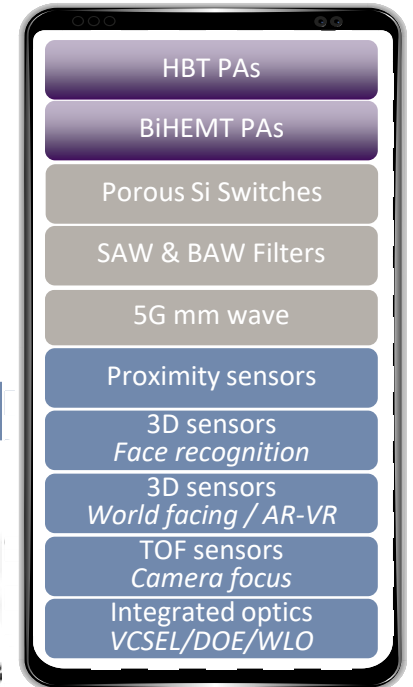 HBT PAs
BiHEMT PAs
Porous Si Switches
SAW & BAW Filters
5G mm wave
Proximity sensors
3D sensors
Face recognition
3D sensors
World facing / AR-VR
TOF sensors
Camera focus
Integrated optics
VCSEL/DOE/WLO